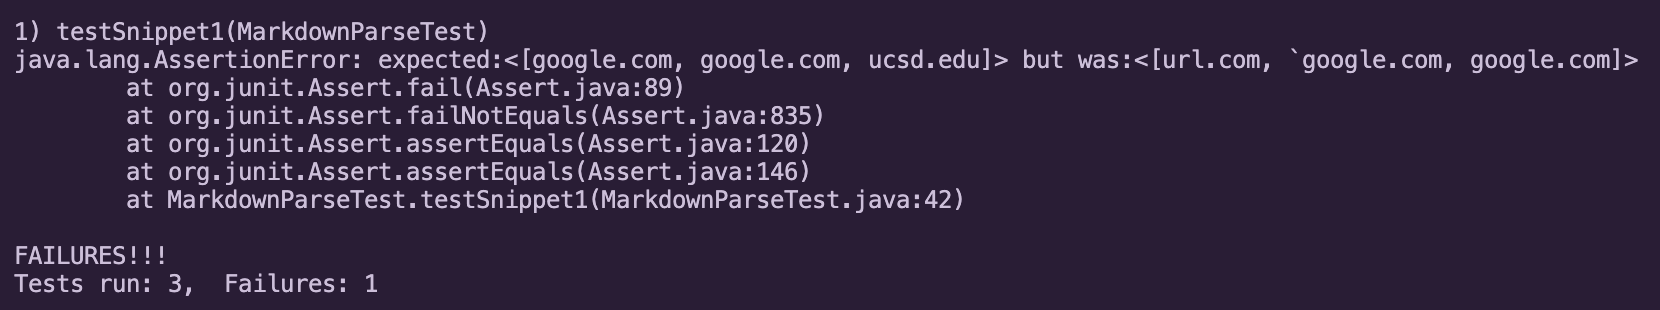 1) testSnippet1(MarkdownParseTest)
java.lang.AssertionError: expected:<[google.com, google.com, ucsd.edu]> but was:<[url.com, `google.com, google.com]>
        at org.junit.Assert.fail(Assert.java:89)
        at org.junit.Assert.failNotEquals(Assert.java:835)
        at org.junit.Assert.assertEquals(Assert.java:120)
        at org.junit.Assert.assertEquals(Assert.java:146)
        at MarkdownParseTest.testSnippet1(MarkdownParseTest.java:42)
FAILURES!!!
Tests run: 3,  Failures: 1